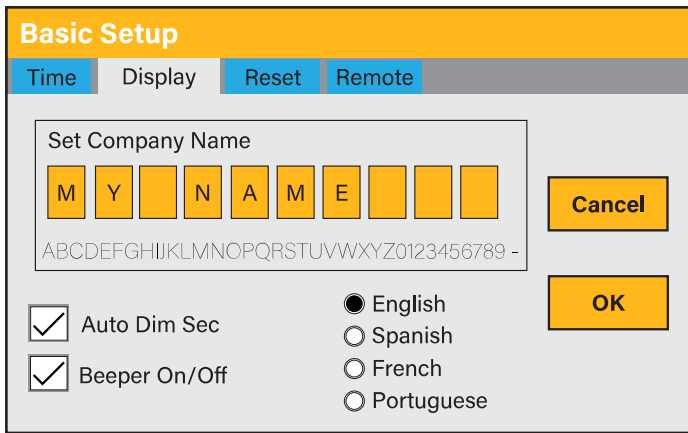 Basic Setup
Time Display Reset Remote
Set Company Name
M Y N A M E
ABCDEFGHIJKLMNOPQRSTUVWXYZ0123456789 -
Cancel
OK
Auto Dim Sec
Beeper On/Off
English
Spanish
French
Portuguese